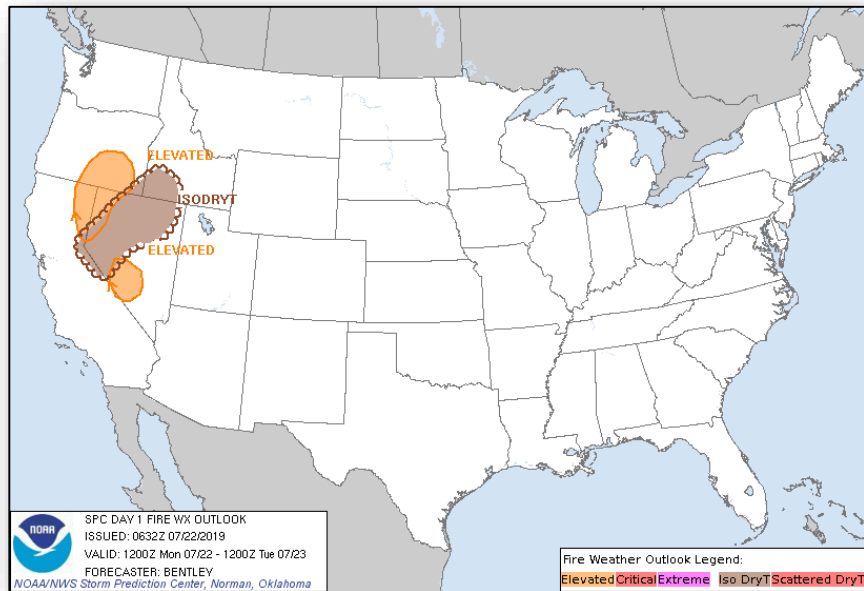 ELEVATED
ISODRYT
ELEVATED
NOAA
SPC DAY 1 FIRE WX OUTLOOK
ISSUED: 0632Z 07/22/2019
VALID: 1200Z Mon 07/22 - 1200Z Tue 07/23
FORECASTER: BENTLEY
NOAA/NWS Storm Prediction Center, Norman, Oklahoma
Fire Weather Outlook Legend:
Elevated Critical Extreme Iso DryT Scattered DryT